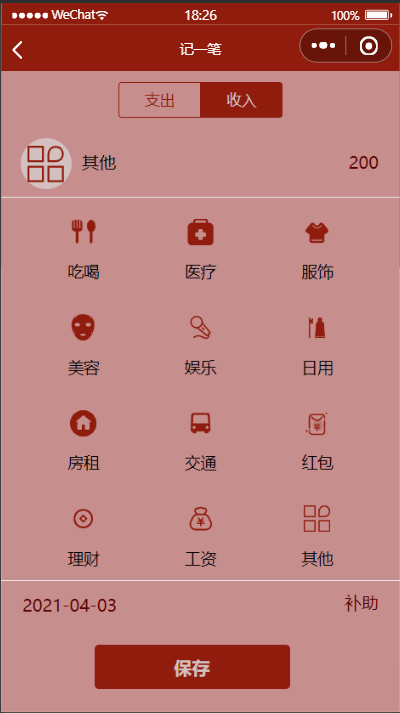 WeChat 18:26 100%
记一笔
支出 收入
其他 200
吃喝 医疗 服饰
美容 娱乐 日用
房租 交通 红包
理财 工资 其他
2021-04-03 补助
保存